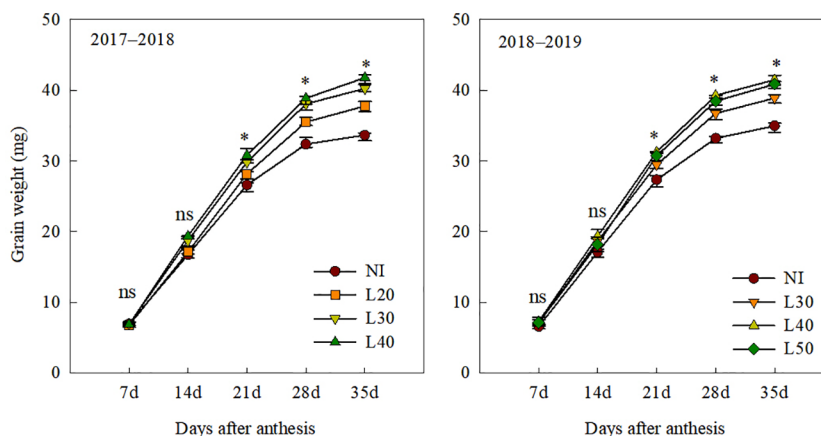 2017–2018
Grain weight (mg)
50
40
30
20
10
0
ns
ns
*
*
*
NI
L20
L30
L40
7d 14d 21d 28d 35d
Days after anthesis
2018–2019
50
40
30
20
10
0
ns
ns
*
*
*
NI
L30
L40
L50
7d 14d 21d 28d 35d
Days after anthesis